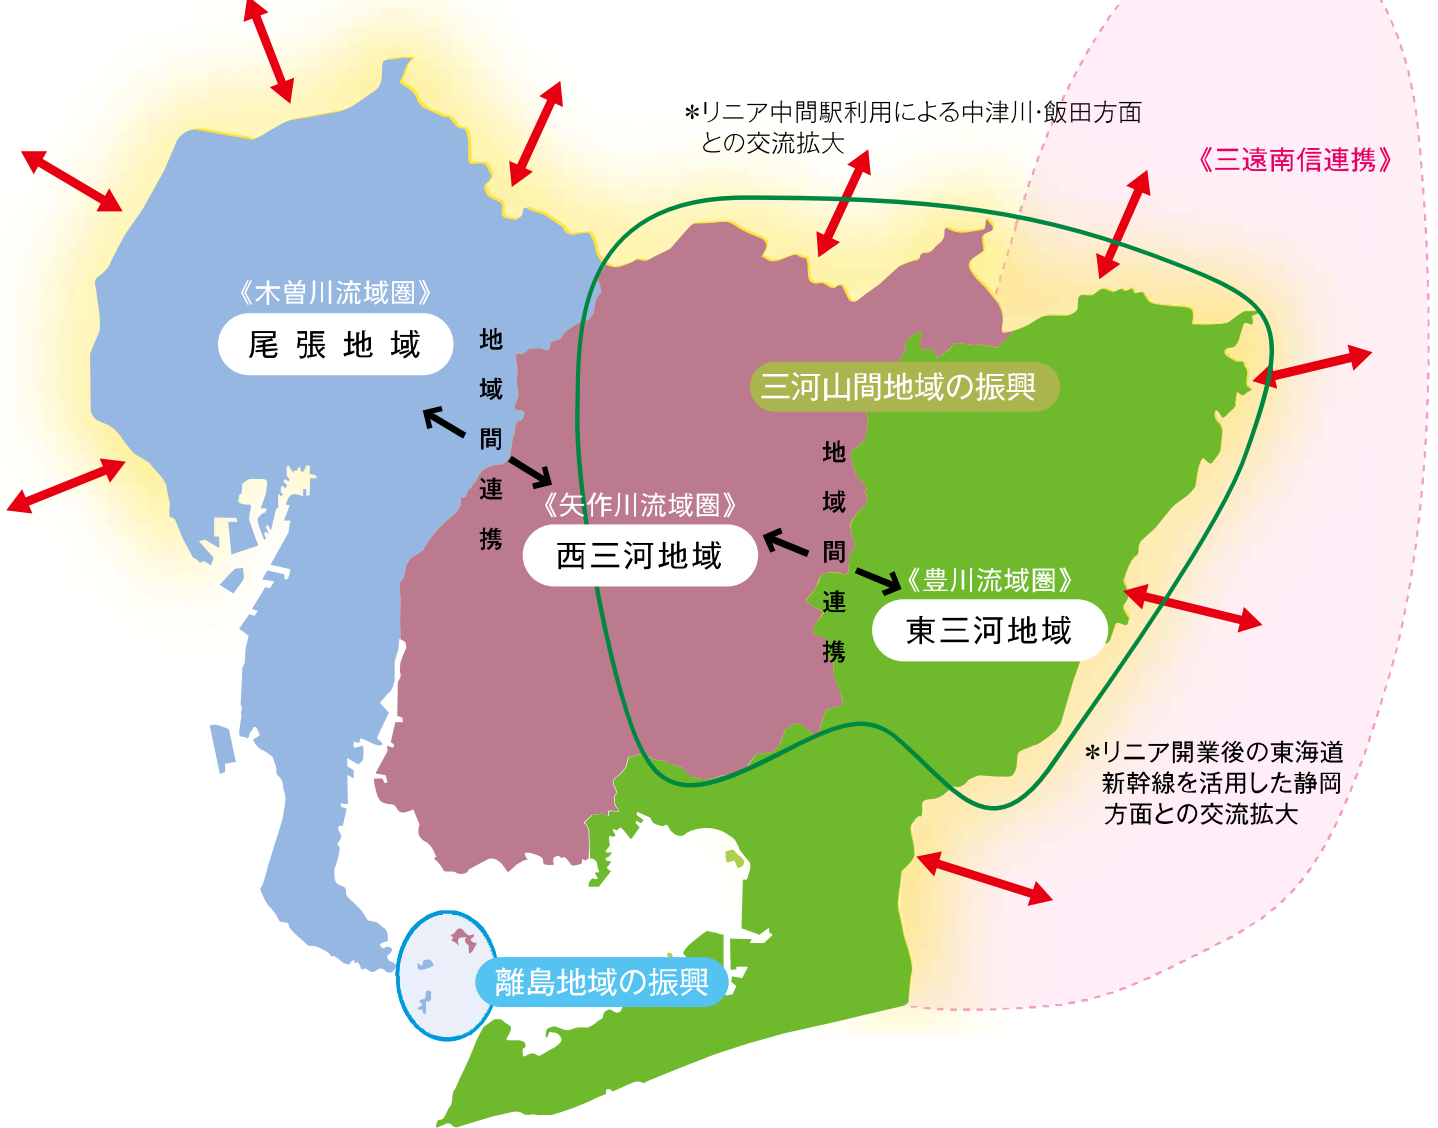 ＊リニア中間駅利用による中津川・飯田方面
との交流拡大
《三遠南信連携》
《木曽川流域圏》
尾張地域
地域間連携
三河山間地域の振興
地域間連携
《矢作川流域圏》
西三河地域
《豊川流域圏》
東三河地域
＊リニア開業後の東海道
新幹線を活用した静岡
方面との交流拡大
離島地域の振興